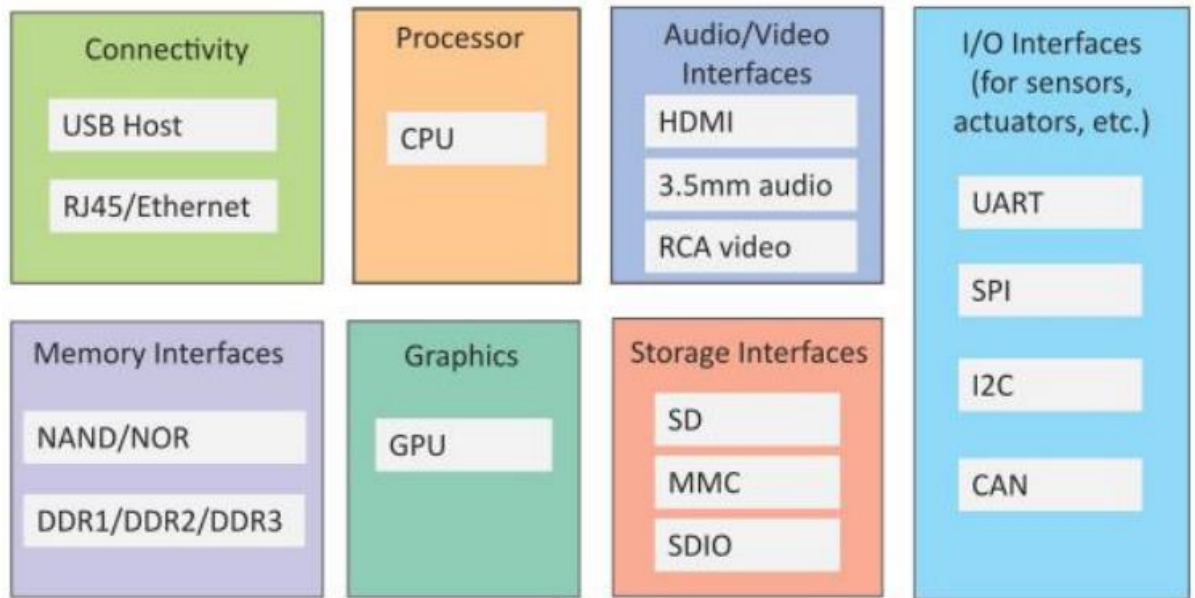 Connectivity
USB Host
RJ45/Ethernet
Processor
CPU
Audio/Video
Interfaces
HDMI
3.5mm audio
RCA video
I/O Interfaces
(for sensors,
actuators, etc.)
UART
SPI
I2C
CAN
Memory Interfaces
NAND/NOR
DDR1/DDR2/DDR3
Graphics
GPU
Storage Interfaces
SD
MMC
SDIO